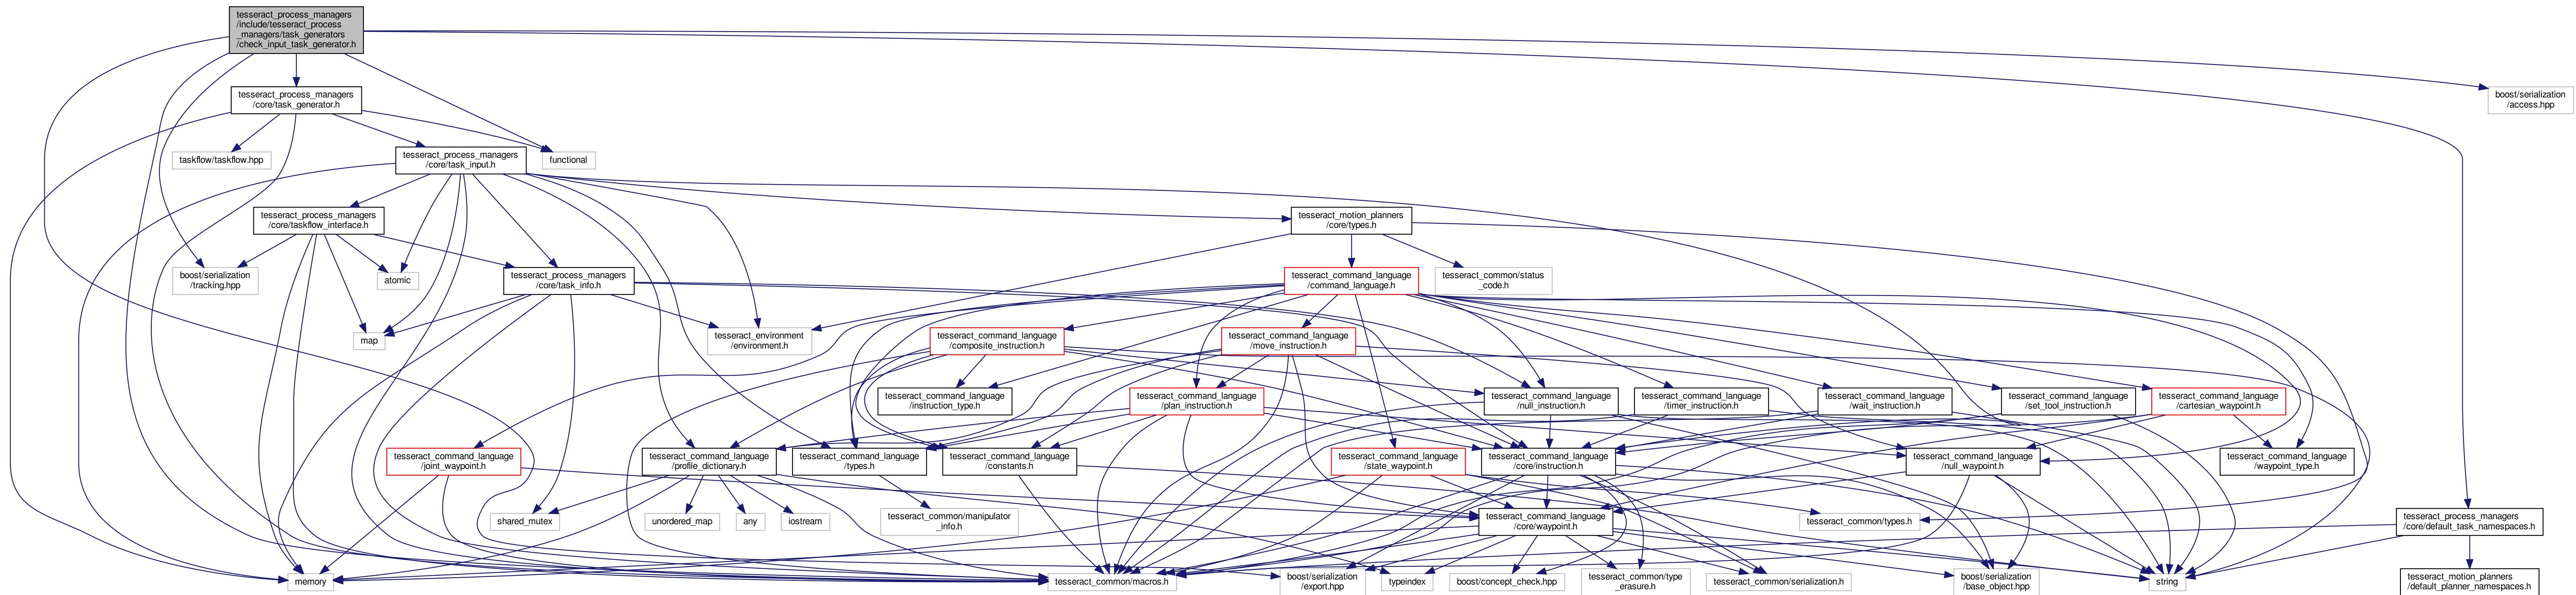 tesseract_process_managers
/include/tesseract_process
_managers/task_generators
/check_input_task_generator.h
boost/serialization
/access.hpp
tesseract_process_managers
/core/task_generator.h
taskflow/taskflow.hpp
tesseract_process_managers
/core/task_input.h
functional
tesseract_process_managers
/core/taskflow_interface.h
tesseract_motion_planners
/core/types.h
boost/serialization
/tracking.hpp
atomic
tesseract_process_managers
/core/task_info.h
tesseract_command_language
/command_language.h
tesseract_common/status
_code.h
map
tesseract_environment
/environment.h
tesseract_command_language
/composite_instruction.h
tesseract_command_language
/move_instruction.h
tesseract_command_language
/instruction_type.h
tesseract_command_language
/plan_instruction.h
tesseract_command_language
/null_instruction.h
tesseract_command_language
/timer_instruction.h
tesseract_command_language
/wait_instruction.h
tesseract_command_language
/set_tool_instruction.h
tesseract_command_language
/cartesian_waypoint.h
tesseract_command_language
/joint_waypoint.h
tesseract_command_language
/profile_dictionary.h
tesseract_command_language
/types.h
tesseract_command_language
/constants.h
tesseract_command_language
/state_waypoint.h
tesseract_command_language
/core/instruction.h
tesseract_command_language
/null_waypoint.h
tesseract_command_language
/waypoint_type.h
shared_mutex
unordered_map
any
iostream
tesseract_common/manipulator
_info.h
tesseract_command_language
/core/waypoint.h
tesseract_common/types.h
tesseract_process_managers
/core/default_task_namespaces.h
memory
tesseract_common/macros.h
boost/serialization
/export.hpp
typeindex
boost/concept_check.hpp
tesseract_common/type
_erasure.h
tesseract_common/serialization.h
boost/serialization
/base_object.hpp
string
tesseract_motion_planners
/default_planner_namespaces.h